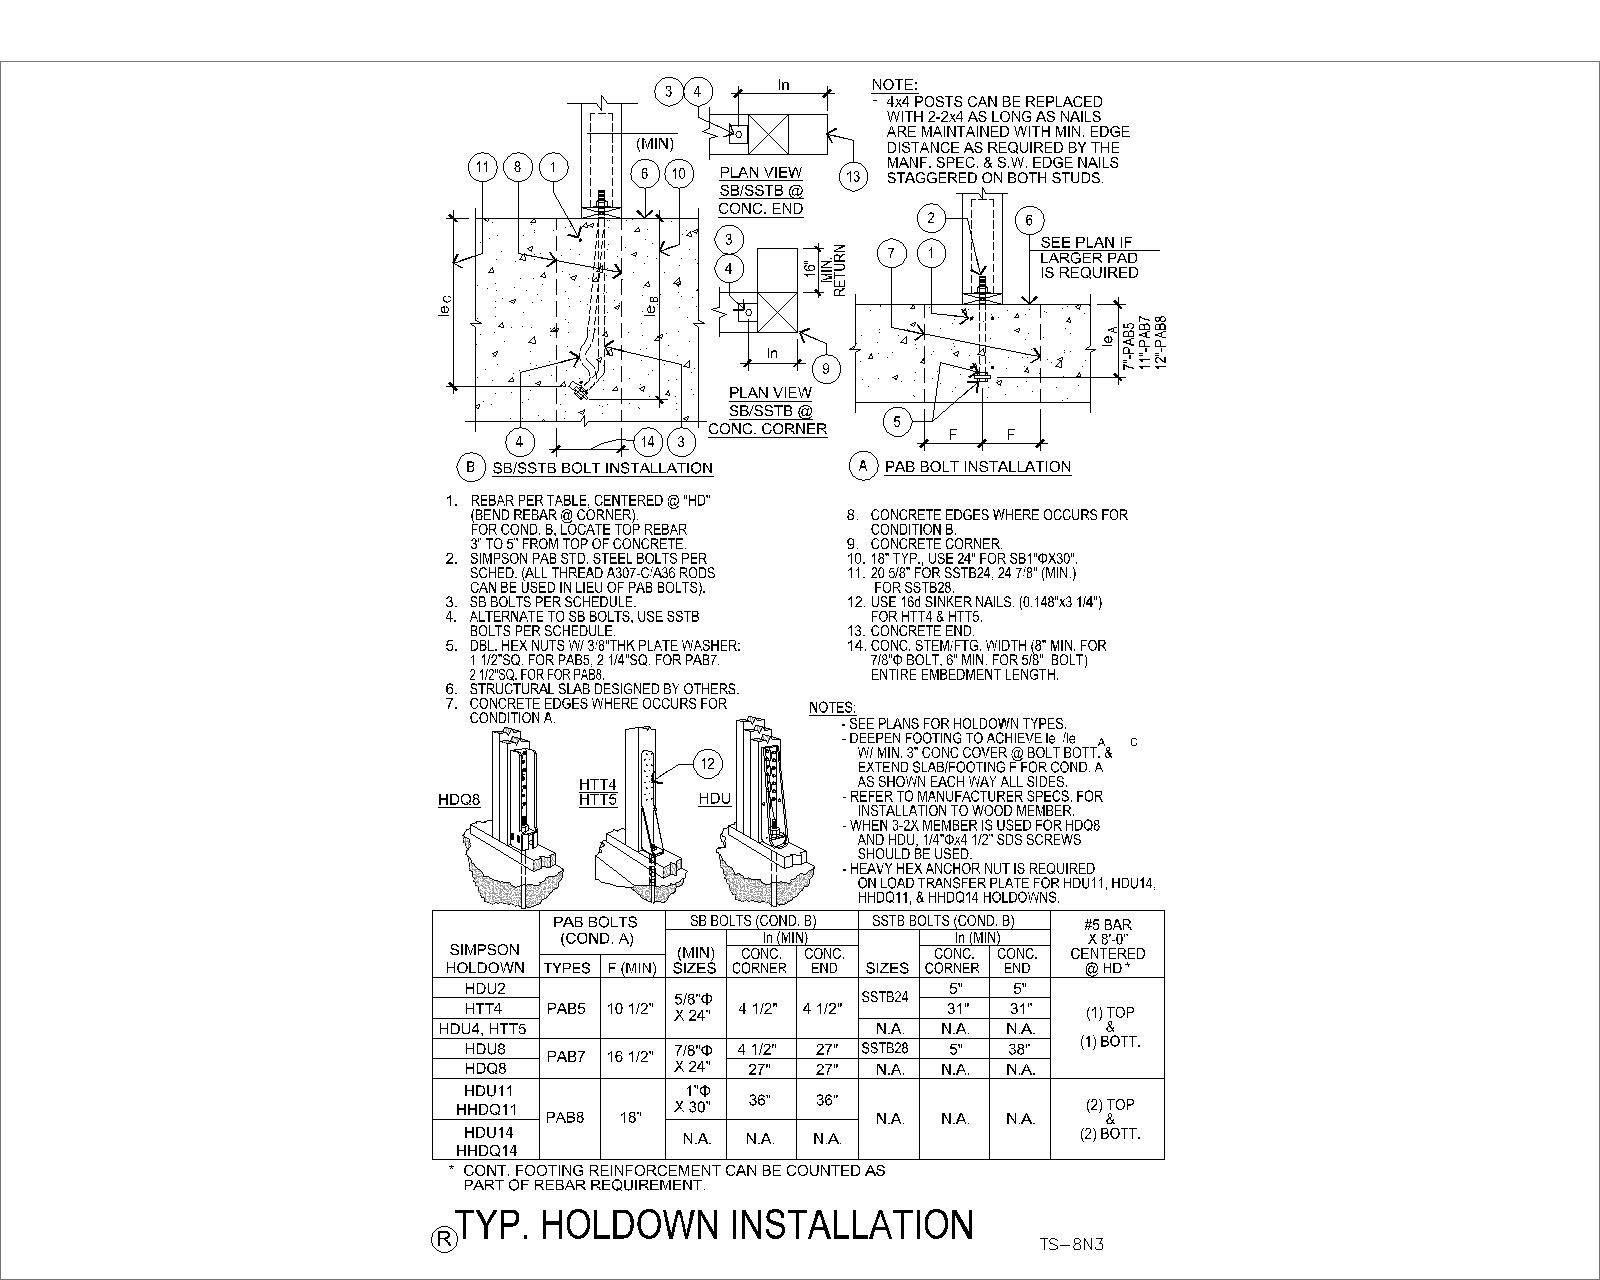 3 4 ln
(MIN)
11 8 1 6 10
PLAN VIEW
SB/SSTB @
CONC. END
13
le C
le B
3
4
16"
MIN.
RETURN
ln
9
PLAN VIEW
SB/SSTB @
CONC. CORNER
4 14 3
B SB/SSTB BOLT INSTALLATION
NOTE:
- 4x4 POSTS CAN BE REPLACED
WITH 2-2x4 AS LONG AS NAILS
ARE MAINTAINED WITH MIN. EDGE
DISTANCE AS REQUIRED BY THE
MANF. SPEC. & S.W. EDGE NAILS
STAGGERED ON BOTH STUDS.
2 6
7 1
SEE PLAN IF
LARGER PAD
IS REQUIRED
le A
7"-PAB5
11"-PAB7
12"-PAB8
5
F F
A PAB BOLT INSTALLATION
1. REBAR PER TABLE, CENTERED @ "HD"
(BEND REBAR @ CORNER).
FOR COND. B, LOCATE TOP REBAR
3" TO 5" FROM TOP OF CONCRETE.
2. SIMPSON PAB STD. STEEL BOLTS PER
SCHED. (ALL THREAD A307-C/A36 RODS
CAN BE USED IN LIEU OF PAB BOLTS).
3. SB BOLTS PER SCHEDULE.
4. ALTERNATE TO SB BOLTS, USE SSTB
BOLTS PER SCHEDULE.
5. DBL. HEX NUTS W/ 3/8"THK PLATE WASHER:
1 1/2"SQ. FOR PAB5, 2 1/4"SQ. FOR PAB7.
2 1/2"SQ. FOR FOR PAB8.
6. STRUCTURAL SLAB DESIGNED BY OTHERS.
7. CONCRETE EDGES WHERE OCCURS FOR
CONDITION A.
8. CONCRETE EDGES WHERE OCCURS FOR
CONDITION B.
9. CONCRETE CORNER.
10. 18" TYP., USE 24" FOR SB1"ΦX30".
11. 20 5/8" FOR SSTB24, 24 7/8" (MIN.)
FOR SSTB28.
12. USE 16d SINKER NAILS. (0.148"x3 1/4")
FOR HTT4 & HTT5.
13. CONCRETE END.
14. CONC. STEM/FTG. WIDTH (8" MIN. FOR
7/8"Φ BOLT, 6" MIN. FOR 5/8" BOLT)
ENTIRE EMBEDMENT LENGTH.
HDQ8
HTT4
HTT5
12
HDU
NOTES:
- SEE PLANS FOR HOLDOWN TYPES.
- DEEPEN FOOTING TO ACHIEVE le A /le C
W/ MIN. 3" CONC COVER @ BOLT BOTT. &
EXTEND SLAB/FOOTING F FOR COND. A
AS SHOWN EACH WAY ALL SIDES.
- REFER TO MANUFACTURER SPECS. FOR
INSTALLATION TO WOOD MEMBER.
- WHEN 3-2X MEMBER IS USED FOR HDQ8
AND HDU, 1/4"Φx4 1/2" SDS SCREWS
SHOULD BE USED.
- HEAVY HEX ANCHOR NUT IS REQUIRED
ON LOAD TRANSFER PLATE FOR HDU11, HDU14,
HHDQ11, & HHDQ14 HOLDOWNS.
SIMPSON HOLDOWN
PAB BOLTS (COND. A)
SB BOLTS (COND. B)
SSTB BOLTS (COND. B)
#5 BAR X 8'-0" CENTERED @ HD *
TYPES F (MIN) (MIN) SIZES ln (MIN) CONC. CORNER CONC. END SIZES ln (MIN) CONC. CORNER CONC. END
HDU2 PAB5 10 1/2" 5/8"Φ X 24" 4 1/2" 4 1/2" SSTB24 5" 5" (1) TOP & (1) BOTT.
HTT4 31" 31"
HDU4, HTT5 N.A. N.A. N.A.
HDU8 PAB7 16 1/2" 7/8"Φ X 24" 4 1/2" 27" SSTB28 5" 38"
HDQ8 27" 27" N.A. N.A. N.A.
HDU11 HHDQ11 PAB8 18" 1"Φ X 30" 36" 36" N.A. N.A. N.A. (2) TOP & (2) BOTT.
HDU14 HHDQ14 N.A. N.A. N.A.
* CONT. FOOTING REINFORCEMENT CAN BE COUNTED AS
PART OF REBAR REQUIREMENT.
R TYP. HOLDOWN INSTALLATION
TS-8N3